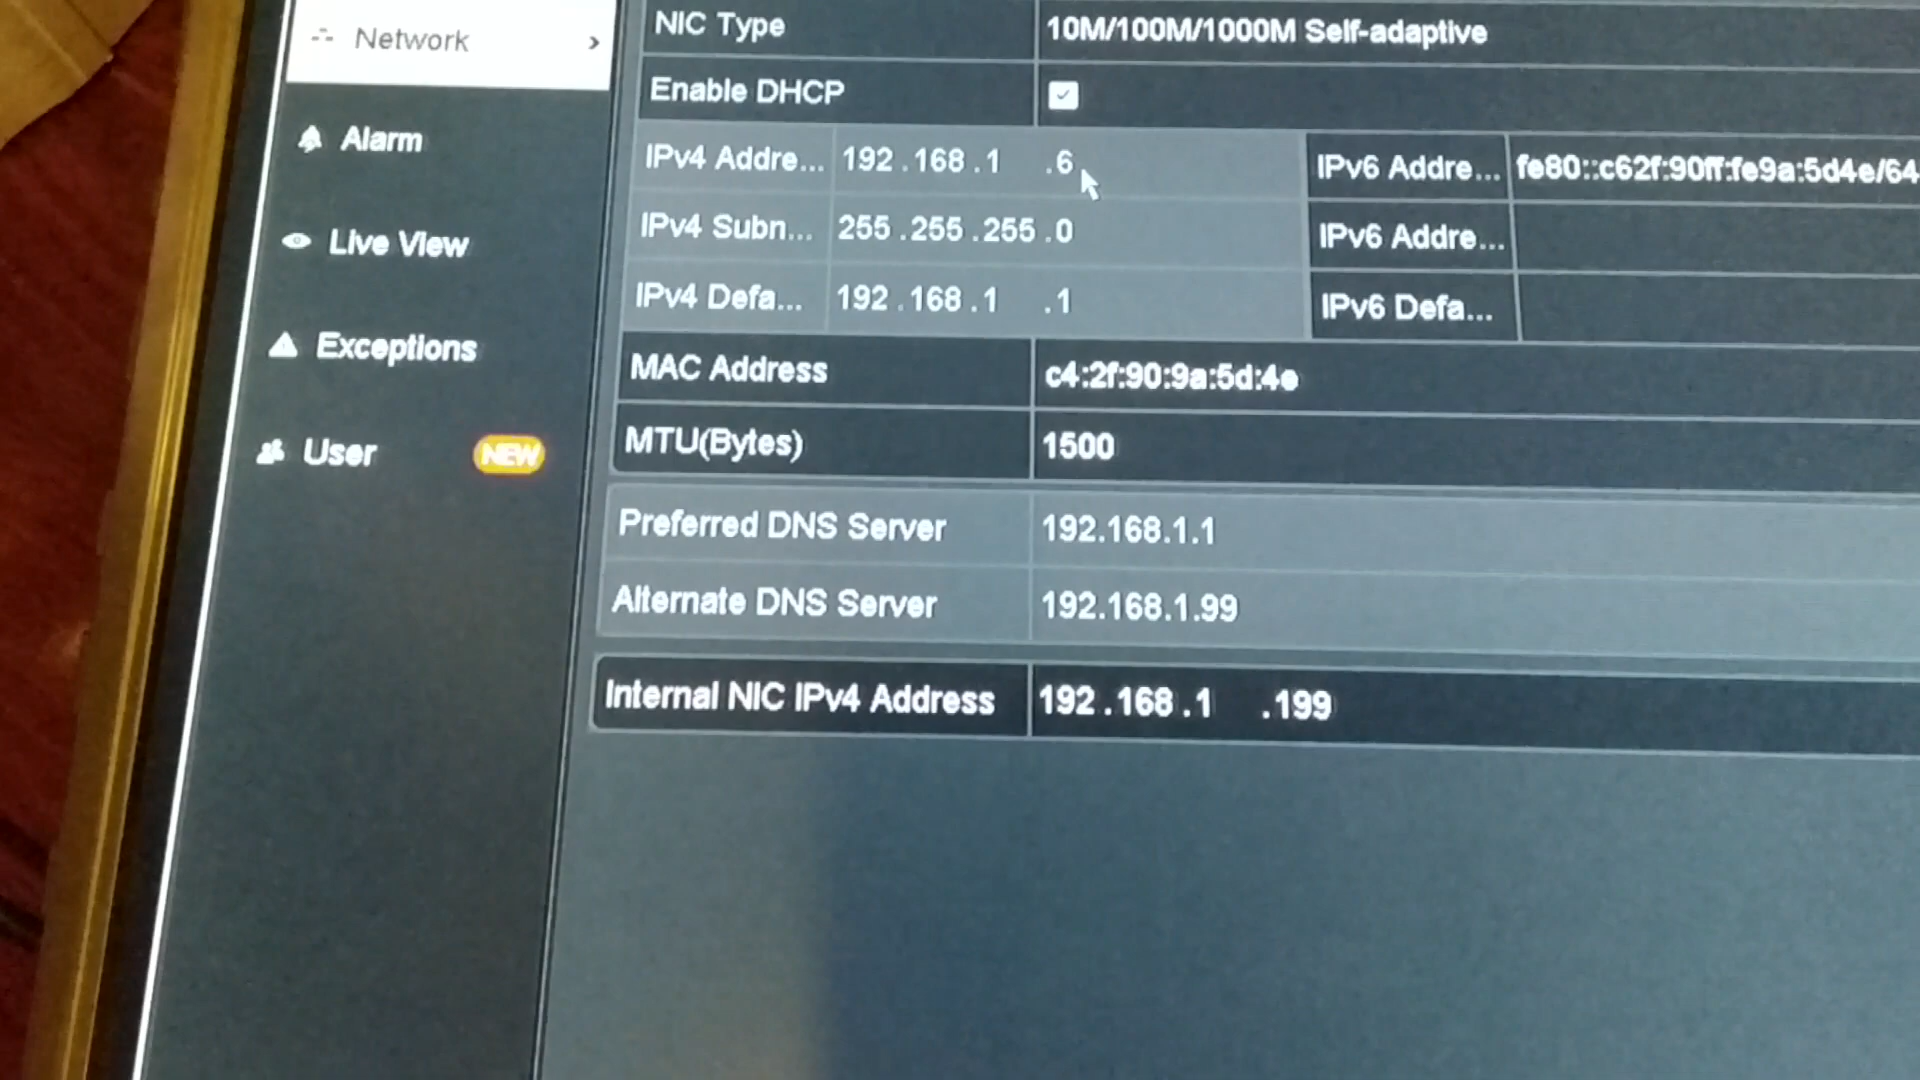 Network >
NIC Type 10M/100M/1000M Self-adaptive
Enable DHCP
Alarm
IPv4 Addre... 192 .168 .1 .6 IPv6 Addre... fe80::c62f:90ff:fe9a:5d4e/64
Live View
IPv4 Subn... 255 .255 .255 .0 IPv6 Addre...
IPv4 Defa... 192 .168 .1 .1 IPv6 Defa...
Exceptions
MAC Address c4:2f:90:9a:5d:4e
User NEW
MTU(Bytes) 1500
Preferred DNS Server 192.168.1.1
Alternate DNS Server 192.168.1.99
Internal NIC IPv4 Address 192 .168 .1 .199